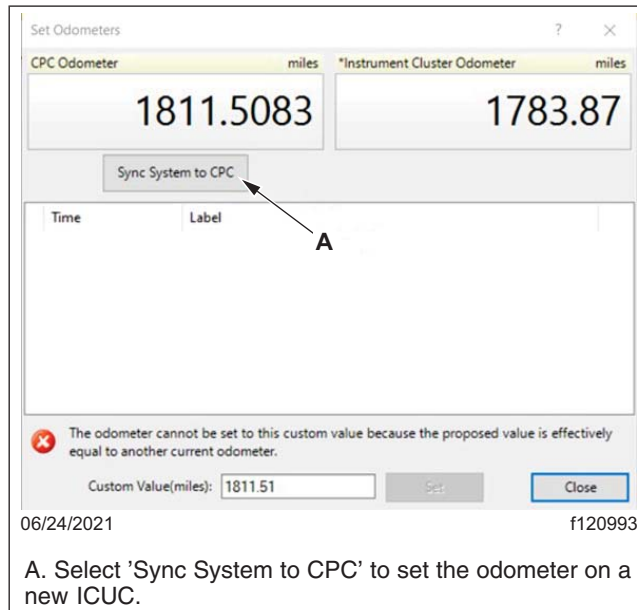 Set Odometers ? ×
CPC Odometer miles *Instrument Cluster Odometer miles
1811.5083 1783.87
Sync System to CPC
Time Label
A
The odometer cannot be set to this custom value because the proposed value is effectively
equal to another current odometer.
Custom Value(miles): 1811.51 Set Close
06/24/2021 f120993
A. Select ’Sync System to CPC’ to set the odometer on a
new ICUC.